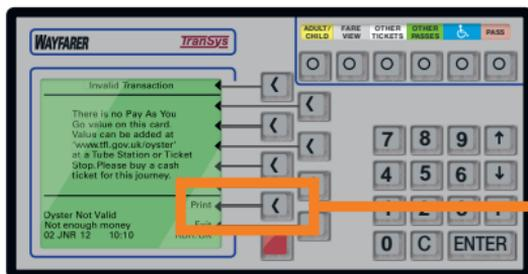 WAYFARER
TranSys
ADULT/ CHILD
FARE VIEW
OTHER TICKETS
OTHER PASSES
PASS
Invalid Transaction
There is no Pay As You
Go value on this card.
Value can be added at
'www.tfl.gov.uk/oyster'
at a Tube Station or Ticket
Stop.Please buy a cash
ticket for this journey.
Print
Exit
Oyster Not Valid
Not enough money
02 JNR 12 10:10
7 8 9
4 5 6
0 C ENTER